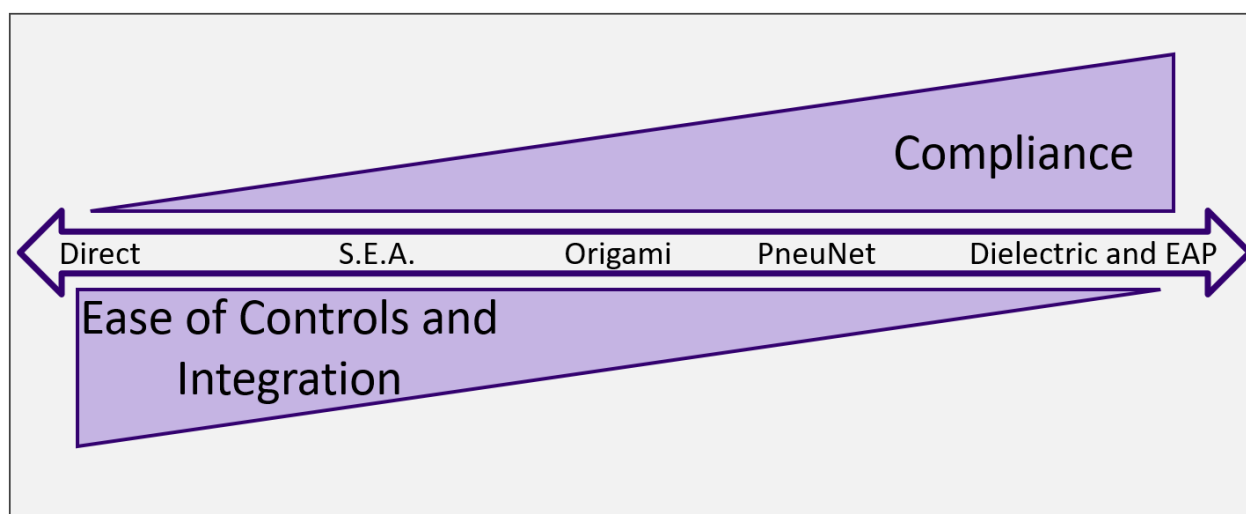 Compliance
Direct S.E.A. Origami PneuNet Dielectric and EAP
Ease of Controls and
Integration